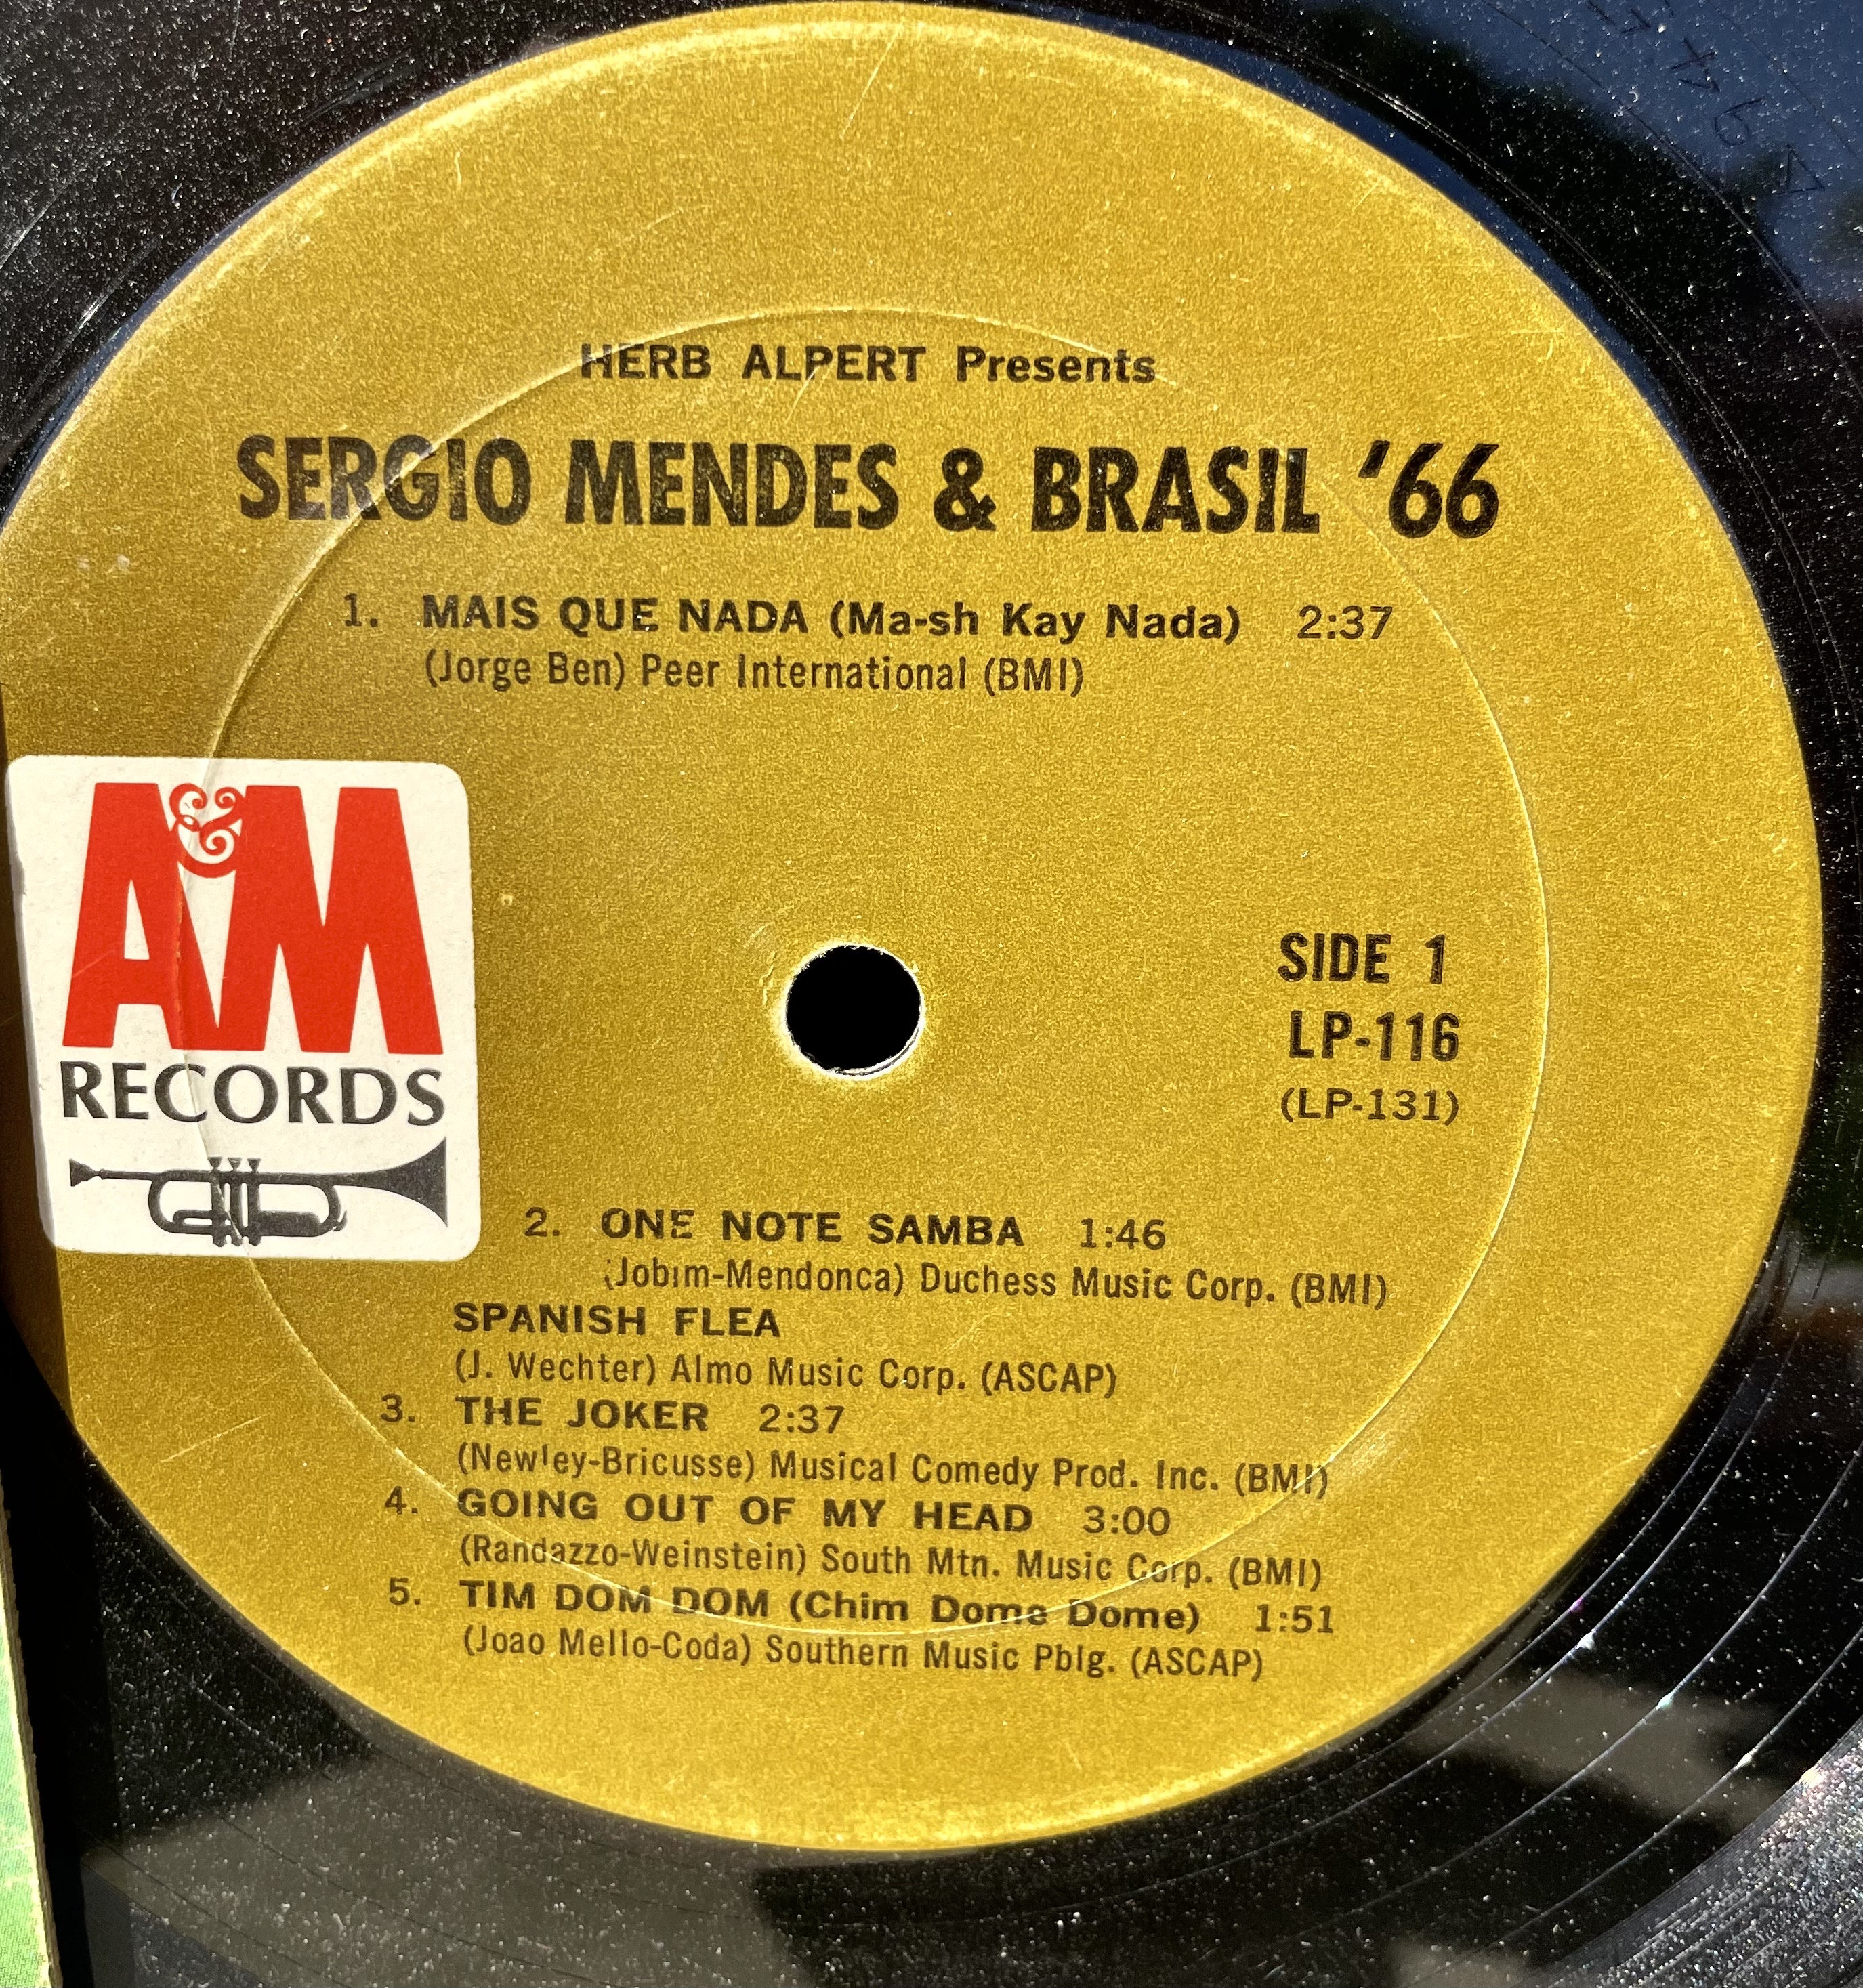 HERB ALPERT Presents
SERGIO MENDES & BRASIL '66
1. MAIS QUE NADA (Ma-sh Kay Nada) 2:37
(Jorge Ben) Peer International (BMI)
A&M
RECORDS
SIDE 1
LP-116
(LP-131)
2. ONE NOTE SAMBA 1:46
(Jobim-Mendonca) Duchess Music Corp. (BMI)
SPANISH FLEA
(J. Wechter) Almo Music Corp. (ASCAP)
3. THE JOKER 2:37
(Newley-Bricusse) Musical Comedy Prod. Inc. (BMI)
4. GOING OUT OF MY HEAD 3:00
(Randazzo-Weinstein) South Mtn. Music Corp. (BMI)
5. TIM DOM DOM (Chim Dome Dome) 1:51
(Joao Mello-Coda) Southern Music Pblg. (ASCAP)